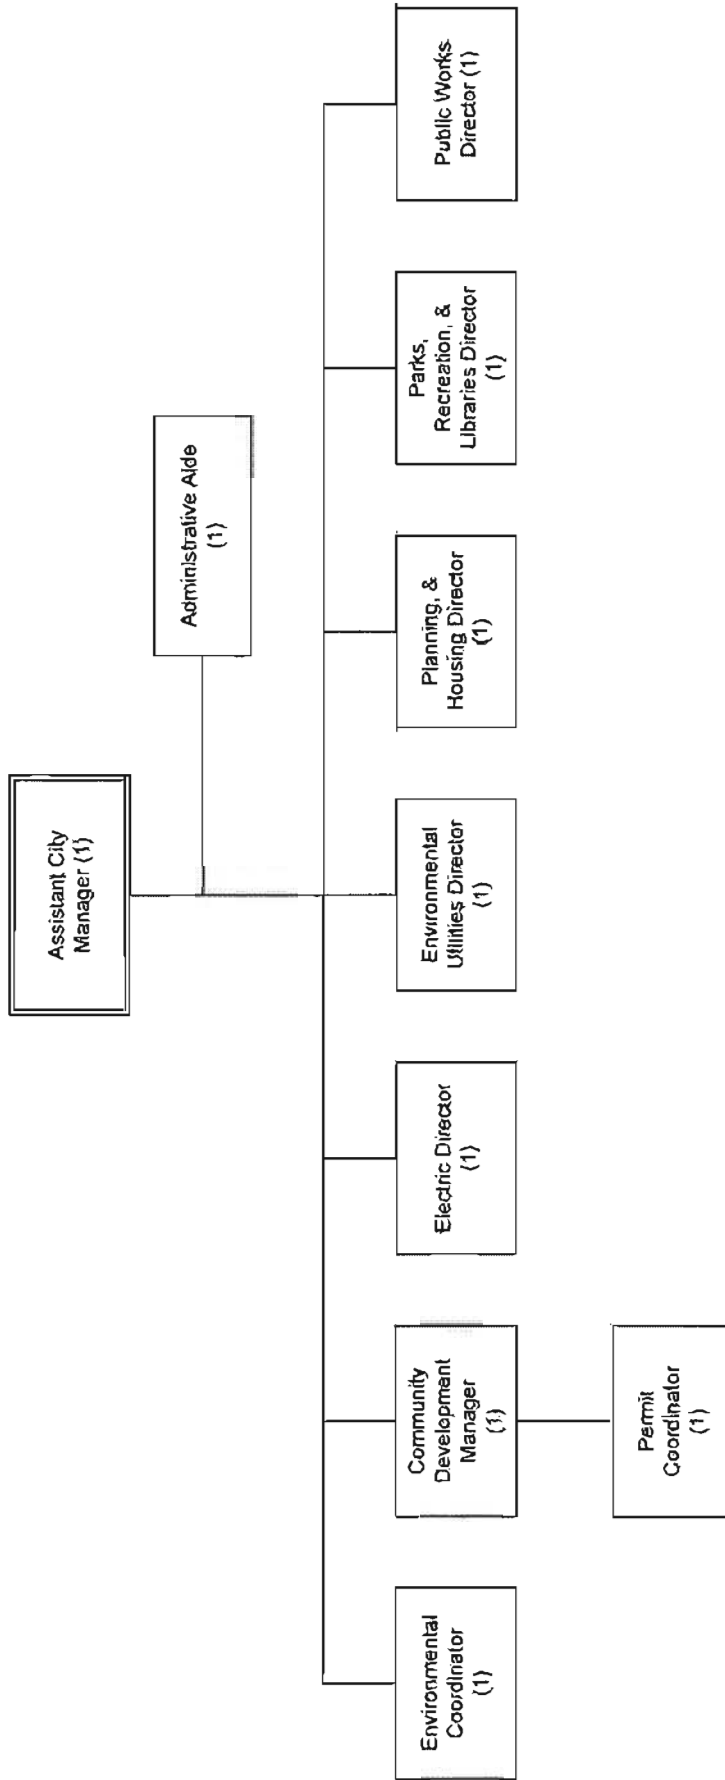 Assistant City
Manager (1)
Administrative Aide
(1)
Environmental
Coordinator
(1)
Community
Development
Manager
(1)
Electric Director
(1)
Environmental
Utilities Director
(1)
Planning, &
Housing Director
(1)
Parks,
Recreation, &
Libraries Director
(1)
Public Works
Director (1)
Permit
Coordinator
(1)